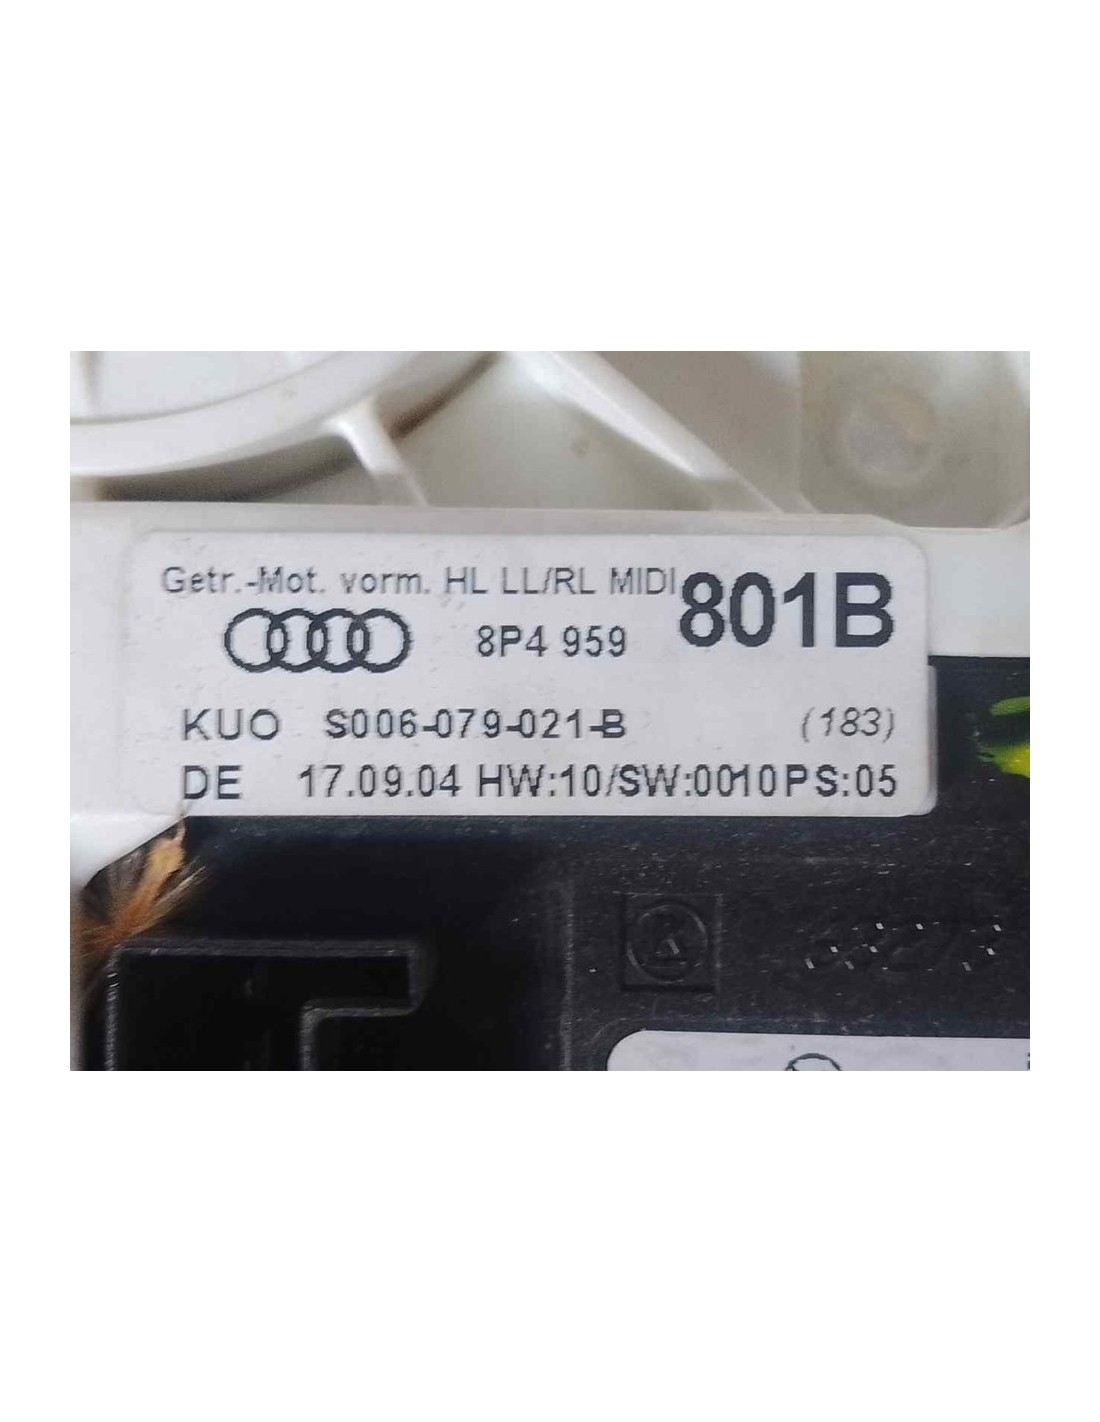 Getr.-Mot. vorm. HL LL/RL MIDI 801B
8P4 959
KUO S006-079-021-B (183)
DE 17.09.04 HW:10/SW:0010PS:05